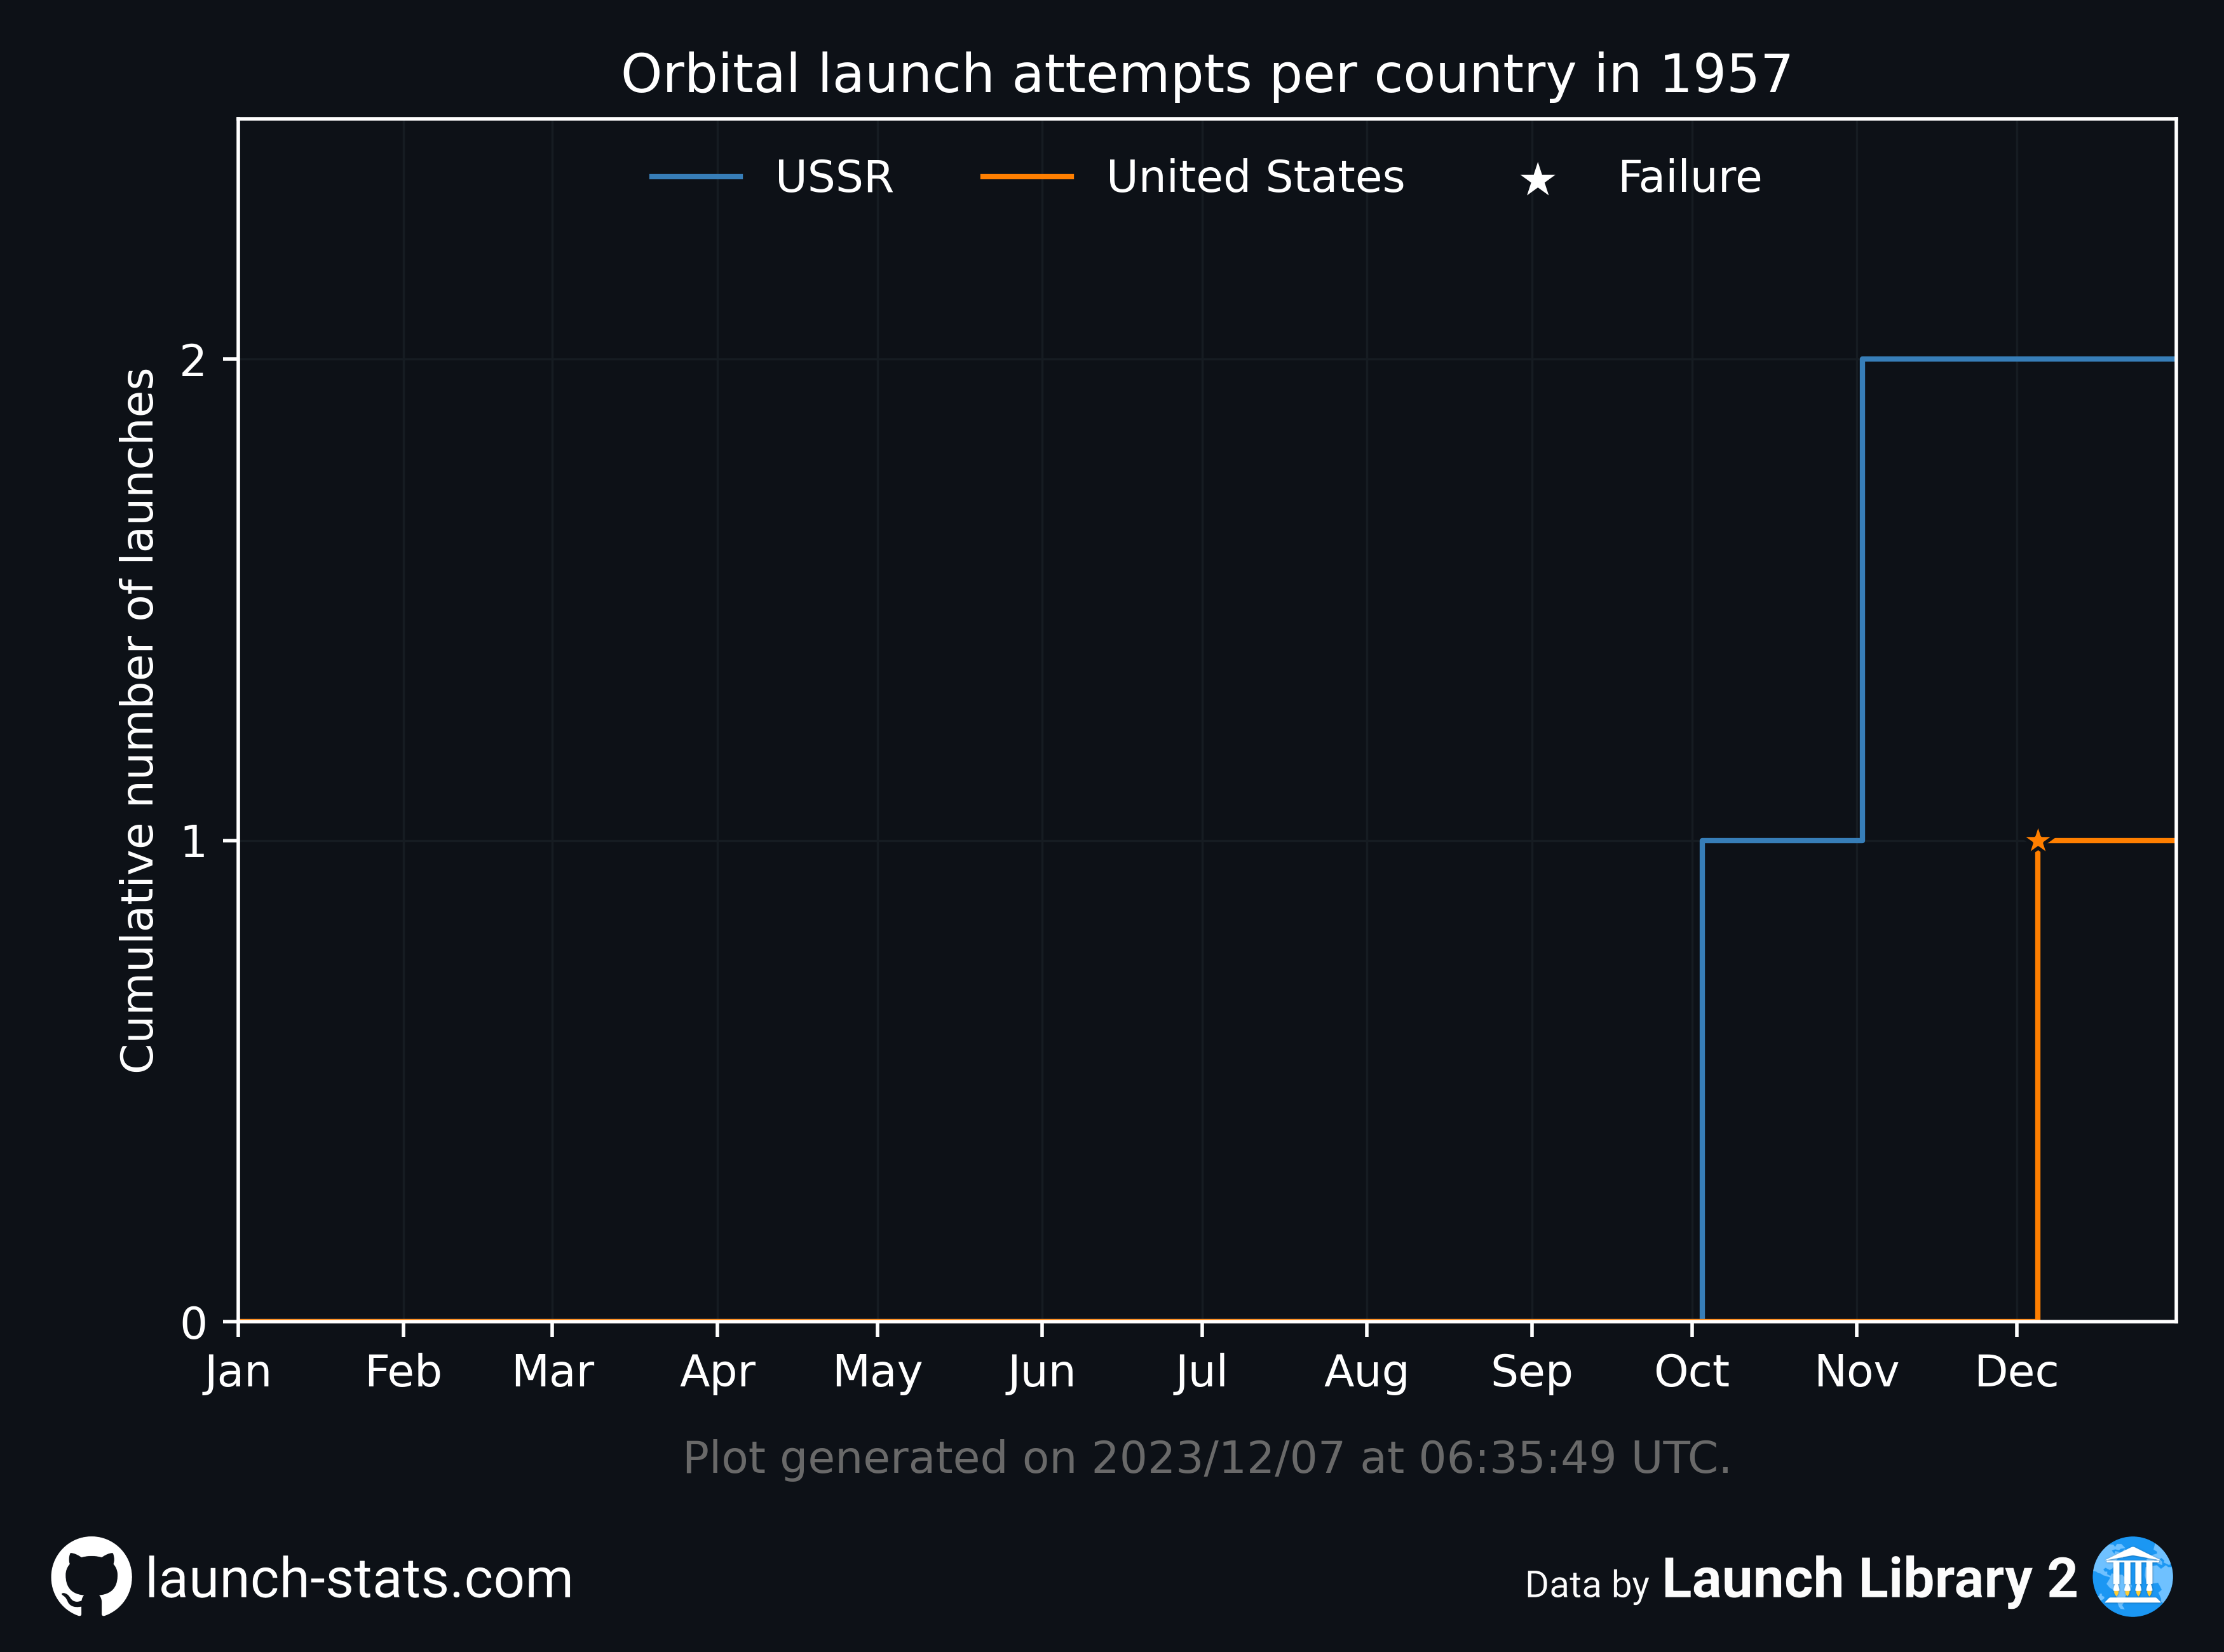 Orbital launch attempts per country in 1957
USSR United States Failure
Cumulative number of launches
2
1
0
Jan Feb Mar Apr May Jun Jul Aug Sep Oct Nov Dec
Plot generated on 2023/12/07 at 06:35:49 UTC.
launch-stats.com
Data by Launch Library 2